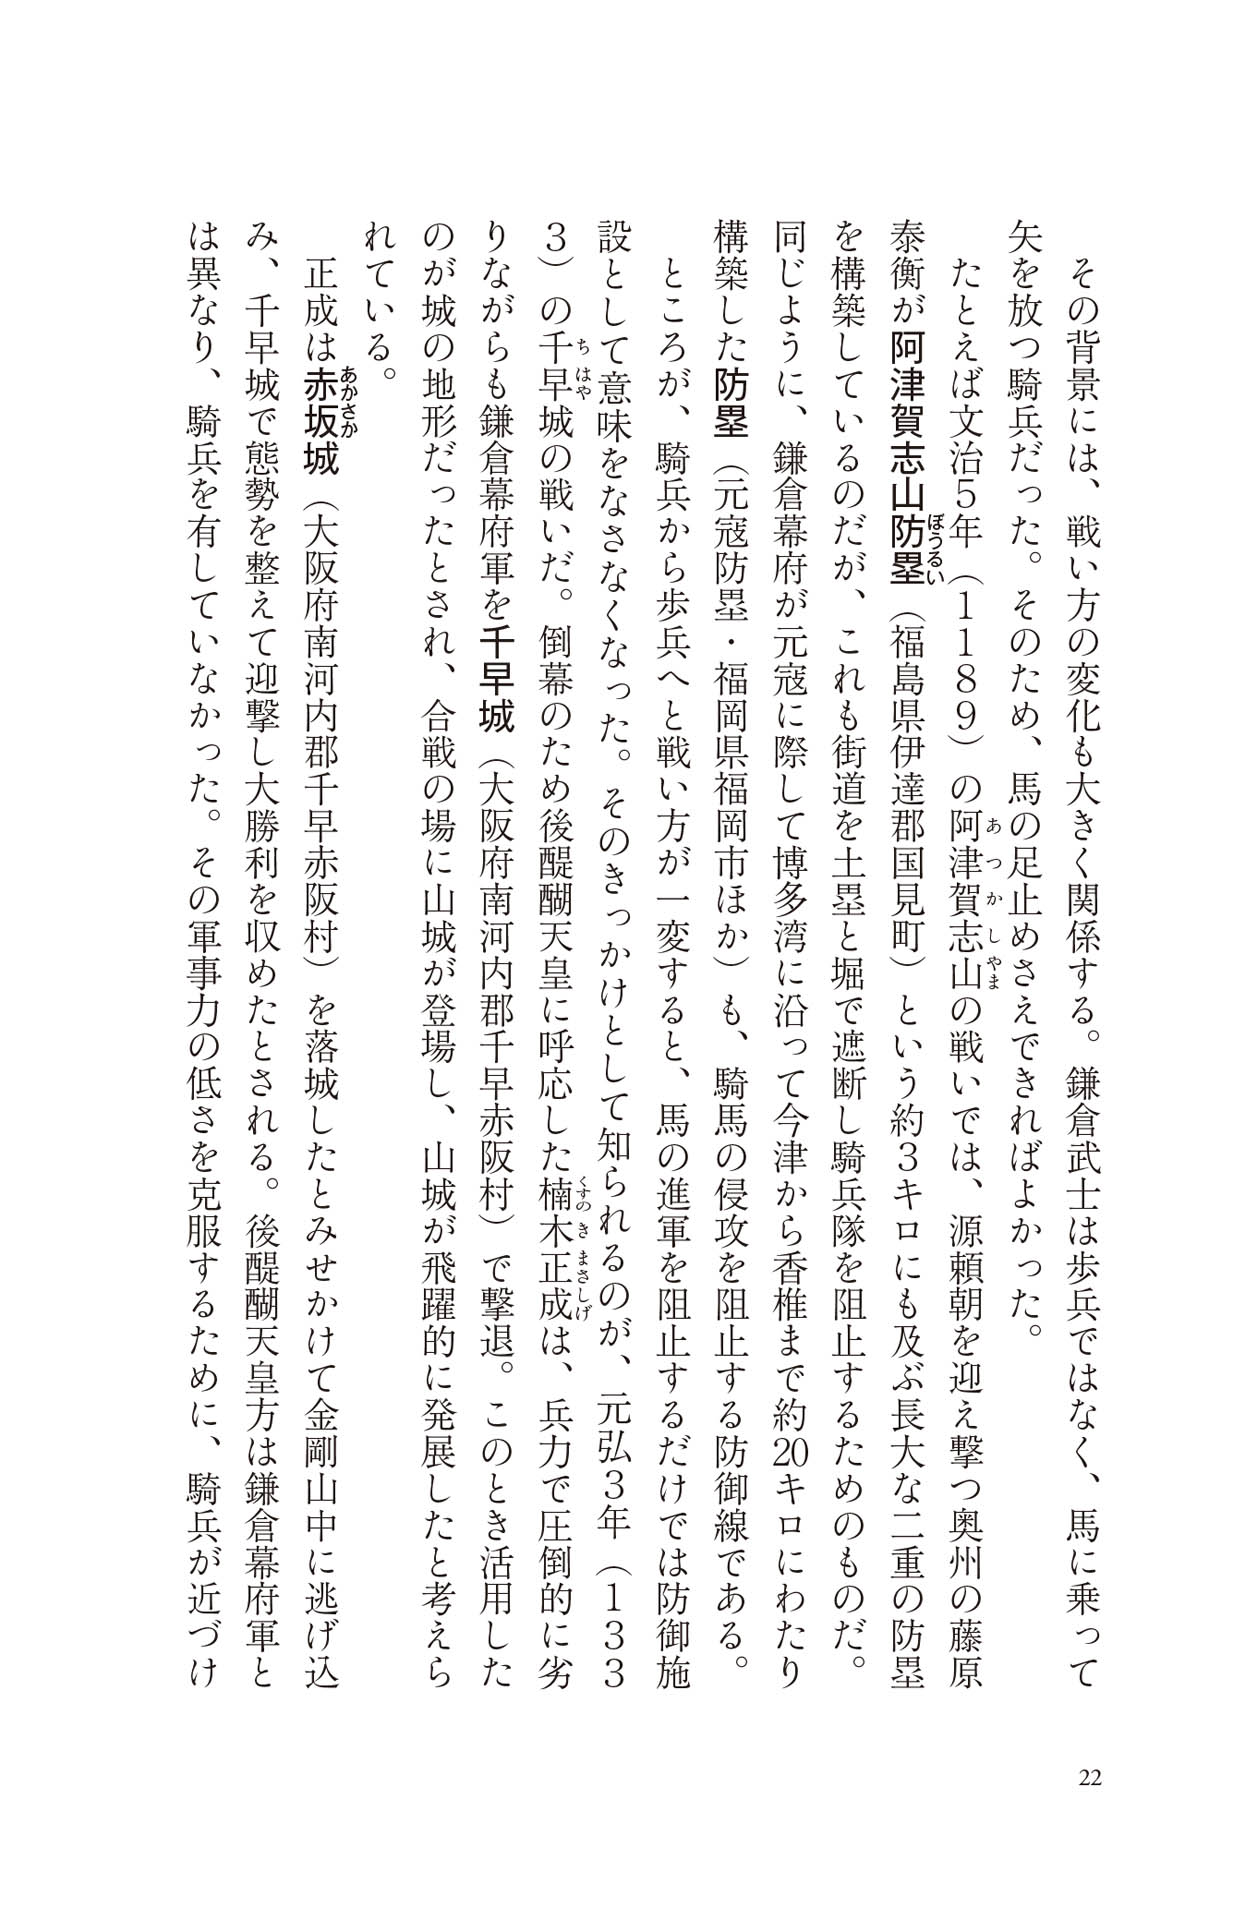 その背景には、戦い方の変化も大きく関係する。鎌倉武士は歩兵ではなく、馬に乗って
矢を放つ騎兵だった。そのため、馬の足止めさえできればよかった。
たとえば文治5年（1189）の阿津賀志山の戦いでは、源頼朝を迎え撃つ奥州の藤原
泰衡が阿津賀志山防塁（福島県伊達郡国見町）という約3キロにも及ぶ長大な二重の防塁
を構築しているのだが、これも街道を土塁と堀で遮断し騎兵隊を阻止するためのものだ。
同じように、鎌倉幕府が元寇に際して博多湾に沿って今津から香椎まで約20キロにわたり
構築した防塁（元寇防塁・福岡県福岡市ほか）も、騎馬の侵攻を阻止する防御線である。
ところが、騎兵から歩兵へと戦い方が一変すると、馬の進軍を阻止するだけでは防御施
設として意味をなさなくなった。そのきっかけとして知られるのが、元弘3年（133
3）の千早城の戦いだ。倒幕のため後醍醐天皇に呼応した楠木正成は、兵力で圧倒的に劣
りながらも鎌倉幕府軍を千早城（大阪府南河内郡千早赤阪村）で撃退。このとき活用した
のが城の地形だったとされ、合戦の場に山城が登場し、山城が飛躍的に発展したと考えら
れている。
正成は赤坂城（大阪府南河内郡千早赤阪村）を落城したとみせかけて金剛山中に逃げ込
み、千早城で態勢を整えて迎撃し大勝利を収めたとされる。後醍醐天皇方は鎌倉幕府軍と
は異なり、騎兵を有していなかった。その軍事力の低さを克服するために、騎兵が近づけ
22